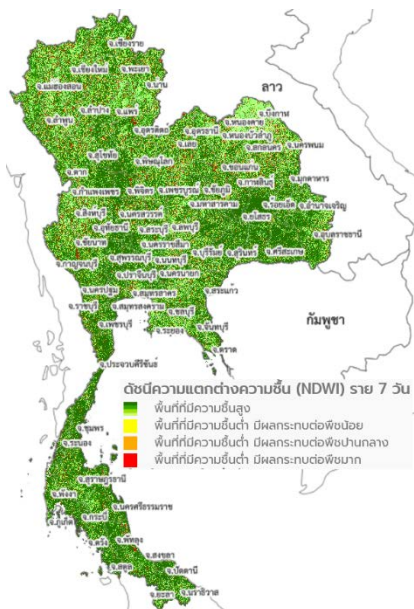 จ.เชียงราย
จ.เชียงใหม่
จ.พะเยา
จ.แม่ฮ่องสอน
จ.น่าน
ลาว
จ.ลำปาง
จ.แพร่
จ.ลำพูน
จ.บึงกาฬ
จ.หนองคาย
จ.อุตรดิตถ์
จ.อุดรธานี
จ.เลย
จ.หนองบัวลำภู
จ.สกลนคร
จ.นครพนม
จ.สุโขทัย
จ.พิษณุโลก
จ.ขอนแก่น
จ.ตาก
จ.กาฬสินธุ์
จ.มุกดาหาร
จ.กำแพงเพชร
จ.พิจิตร
จ.เพชรบูรณ์
จ.ชัยภูมิ
จ.มหาสารคาม
จ.ร้อยเอ็ด
จ.อำนาจเจริญ
จ.สิงห์บุรี
จ.นครสวรรค์
จ.ยโสธร
จ.อุทัยธานี
จ.สระบุรี
จ.ลพบุรี
จ.อุบลราชธานี
จ.ชัยนาท
จ.นครราชสีมา
จ.สุพรรณบุรี
จ.นนทบุรี
จ.บุรีรัมย์
จ.สุรินทร์
จ.ศรีสะเกษ
จ.กาญจนบุรี
จ.ปราจีนบุรี
จ.นครนายก
จ.นครปฐม
จ.สมุทรสาคร
จ.สระแก้ว
จ.ราชบุรี
จ.สมุทรสงคราม
จ.ชลบุรี
กัมพูชา
จ.เพชรบุรี
จ.ระยอง
จ.จันทบุรี
จ.ตราด
จ.ประจวบคีรีขันธ์
ดัชนีความแตกต่างความชื้น (NDWI) ราย 7 วัน
พื้นที่ที่มีความชื้นสูง
พื้นที่ที่มีความชื้นต่ำ มีผลกระทบต่อพืชน้อย
พื้นที่ที่มีความชื้นต่ำ มีผลกระทบต่อพืชปานกลาง
พื้นที่ที่มีความชื้นต่ำ มีผลกระทบต่อพืชมาก
จ.ชุมพร
จ.ระนอง
จ.สุราษฎร์ธานี
จ.พังงา
จ.นครศรีธรรมราช
จ.กระบี่
จ.ภูเก็ต
จ.ตรัง
จ.พัทลุง
จ.สงขลา
จ.สตูล
จ.ปัตตานี
จ.ยะลา
จ.นราธิวาส